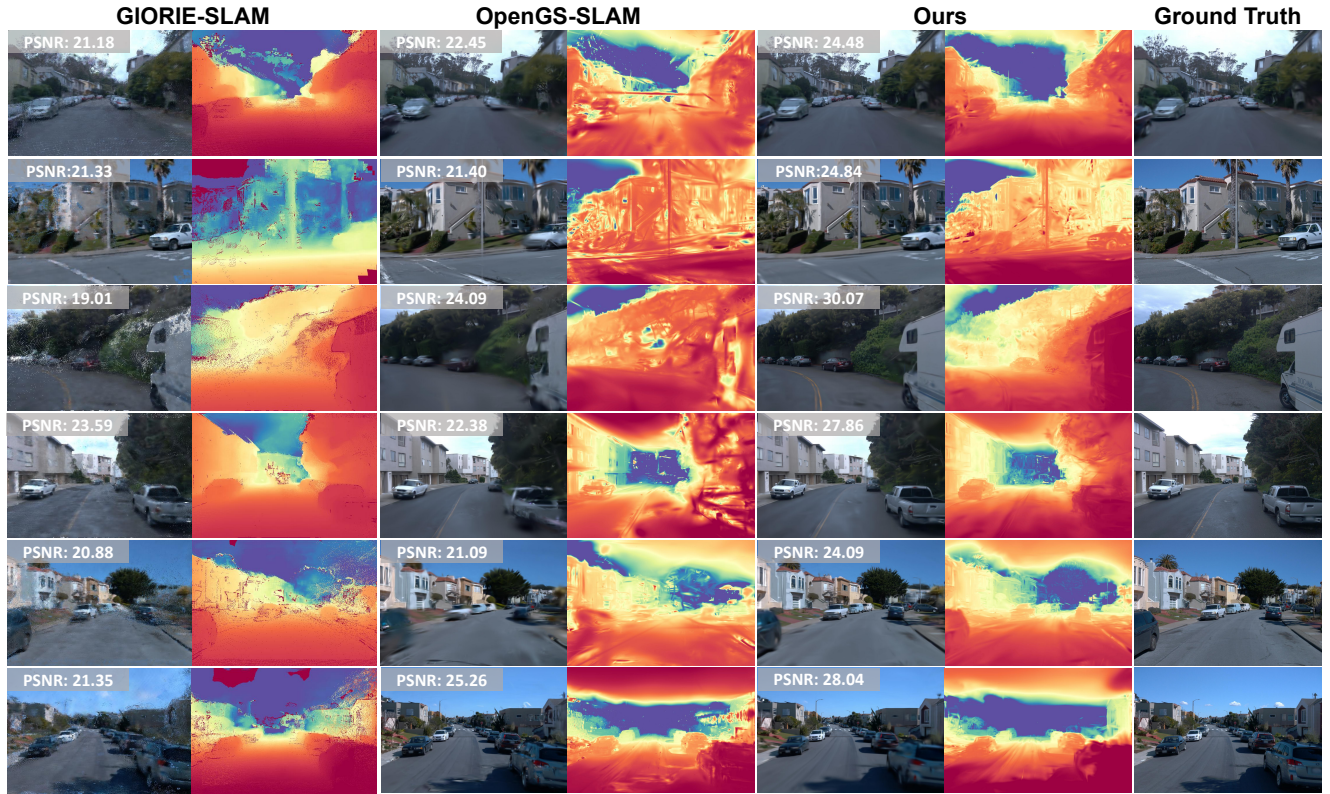 GIORIE-SLAM OpenGS-SLAM Ours Ground Truth
PSNR: 21.18 PSNR: 22.45 PSNR: 24.48
PSNR:21.33 PSNR: 21.40 PSNR:24.84
PSNR: 19.01 PSNR: 24.09 PSNR: 30.07
PSNR: 23.59 PSNR: 22.38 PSNR: 27.86
PSNR: 20.88 PSNR: 21.09 PSNR: 24.09
PSNR: 21.35 PSNR: 25.26 PSNR: 28.04